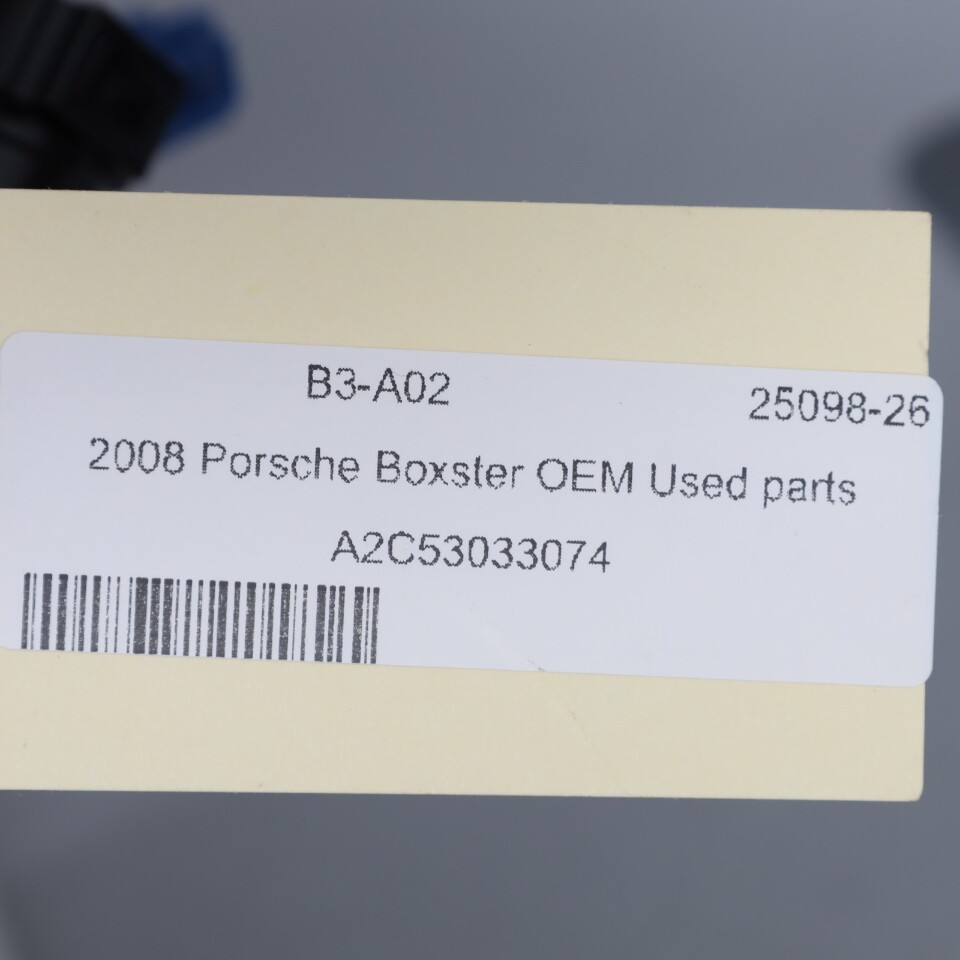 B3-A02 25098-26
2008 Porsche Boxster OEM Used parts
A2C53033074